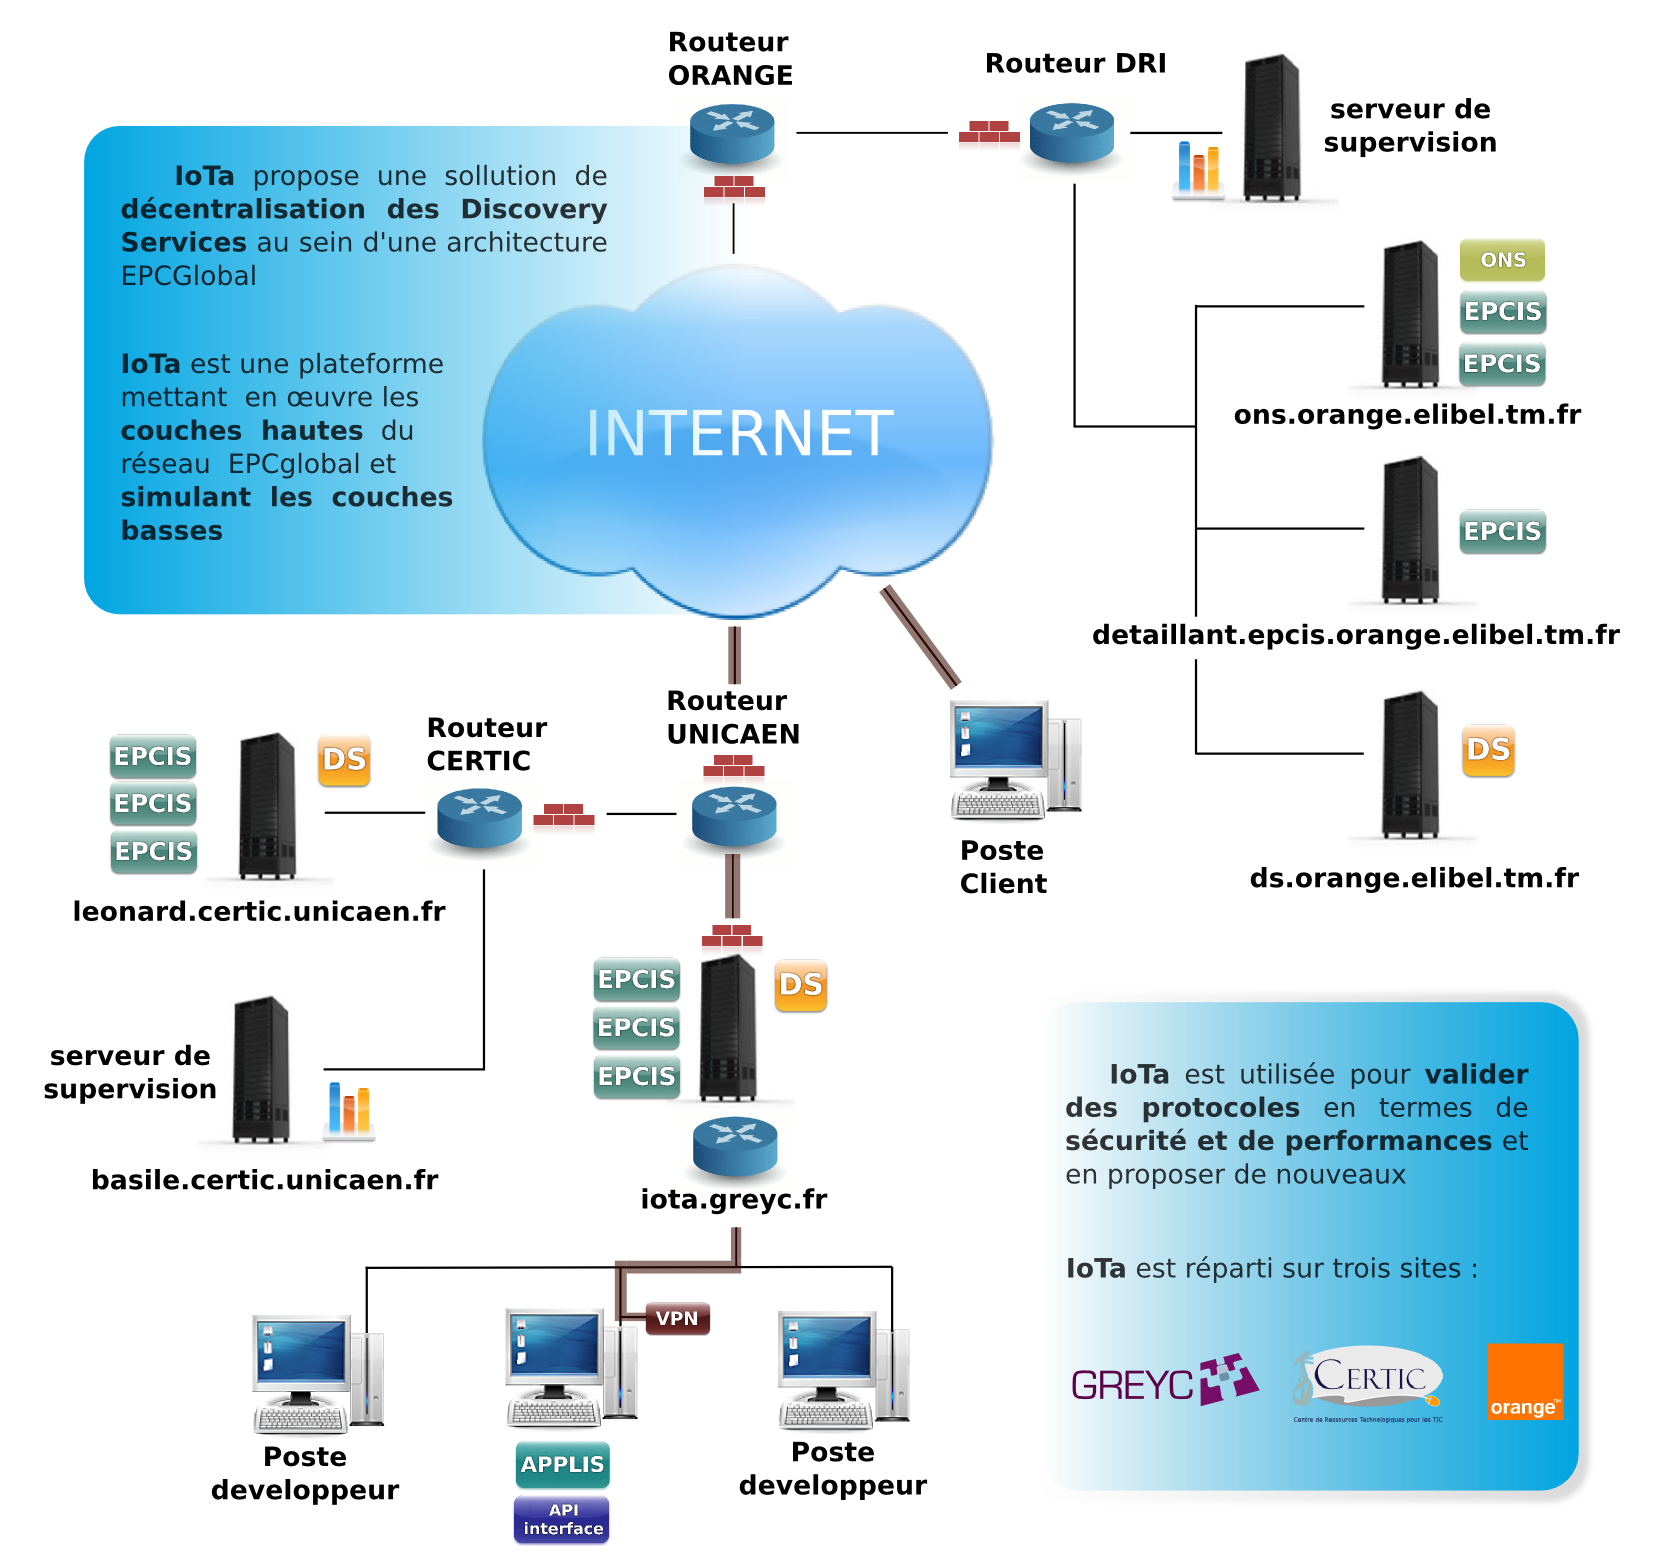 Routeur
ORANGE
Routeur DRI
serveur de
supervision
IoTa propose une sollution de
décentralisation des Discovery
Services au sein d'une architecture
EPCGlobal
IoTa est une plateforme
mettant en œuvre les
couches hautes du
réseau EPCglobal et
simulant les couches
basses
INTERNET
ONS
EPCIS
EPCIS
ons.orange.elibel.tm.fr
EPCIS
detaillant.epcis.orange.elibel.tm.fr
DS
ds.orange.elibel.tm.fr
Routeur
UNICAEN
Routeur
CERTIC
EPCIS
EPCIS
EPCIS
DS
leonard.certic.unicaen.fr
Poste
Client
serveur de
supervision
basile.certic.unicaen.fr
EPCIS
EPCIS
EPCIS
DS
iota.greyc.fr
VPN
Poste
developpeur
APPLIS
API
interface
Poste
developpeur
IoTa est utilisée pour valider
des protocoles en termes de
sécurité et de performances et
en proposer de nouveaux
IoTa est réparti sur trois sites :
GREYC
CERTIC
Centre de Ressources Technologiques pour les TIC
orange™